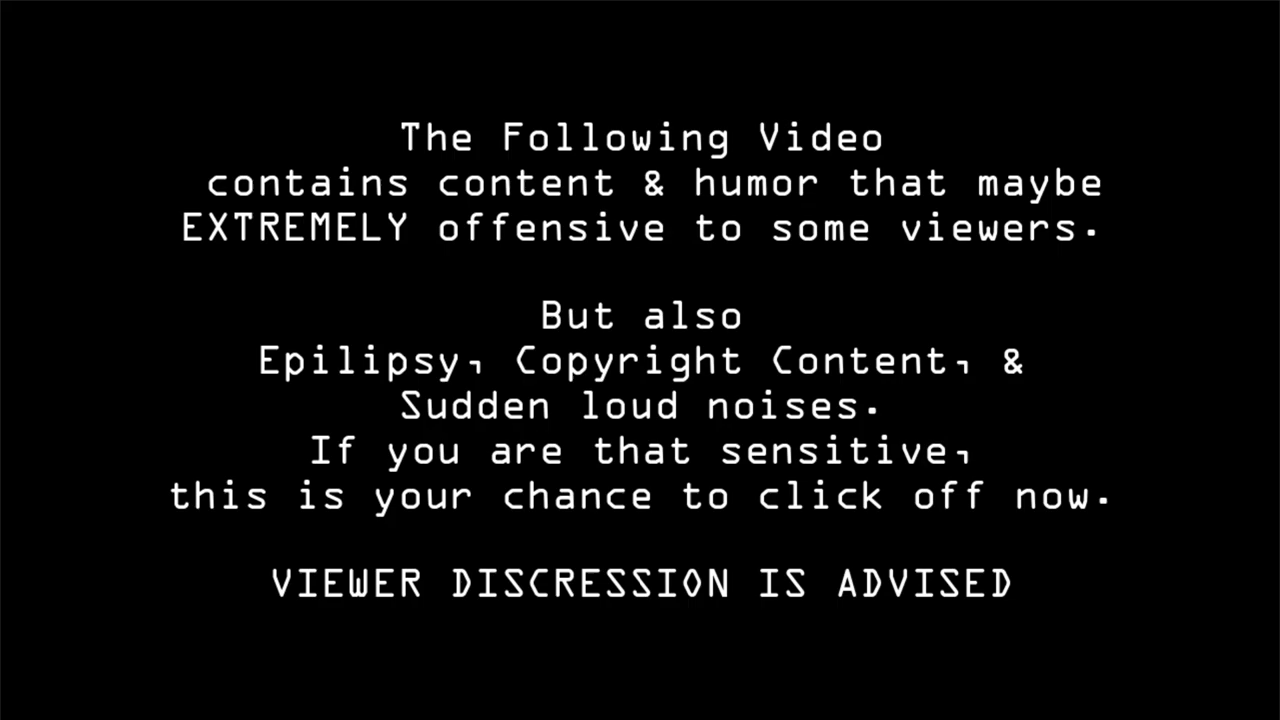 The Following Video
contains content & humor that maybe
EXTREMELY offensive to some viewers.
But also
Epilipsy, Copyright Content, &
Sudden loud noises.
If you are that sensitive,
this is your chance to click off now.
VIEWER DISCRESSION IS ADVISED